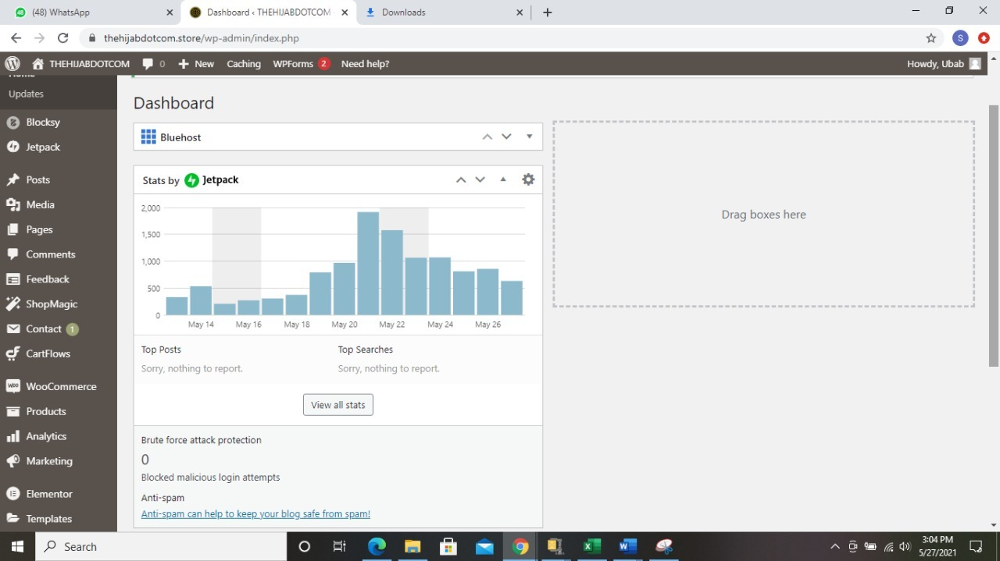 (48) WhatsApp
Dashboard ‹ THEHIJABDOTCOM
Downloads
thehijabdotcom.store/wp-admin/index.php
S
THEHIJABDOTCOM 0 New Caching WPForms 2 Need help? Howdy, Ubab
Home
Updates
Blocksy
Jetpack
Posts
Media
Pages
Comments
Feedback
ShopMagic
Contact 1
CartFlows
WooCommerce
Products
Analytics
Marketing
Elementor
Templates
Dashboard
Bluehost
Stats by Jetpack
2,000
1,500
1,000
500
0
May 14 May 16 May 18 May 20 May 22 May 24 May 26
Top Posts Top Searches
Sorry, nothing to report. Sorry, nothing to report.
View all stats
Brute force attack protection
0
Blocked malicious login attempts
Anti-spam
Anti-spam can help to keep your blog safe from spam!
Drag boxes here
Search
3:04 PM
5/27/2021